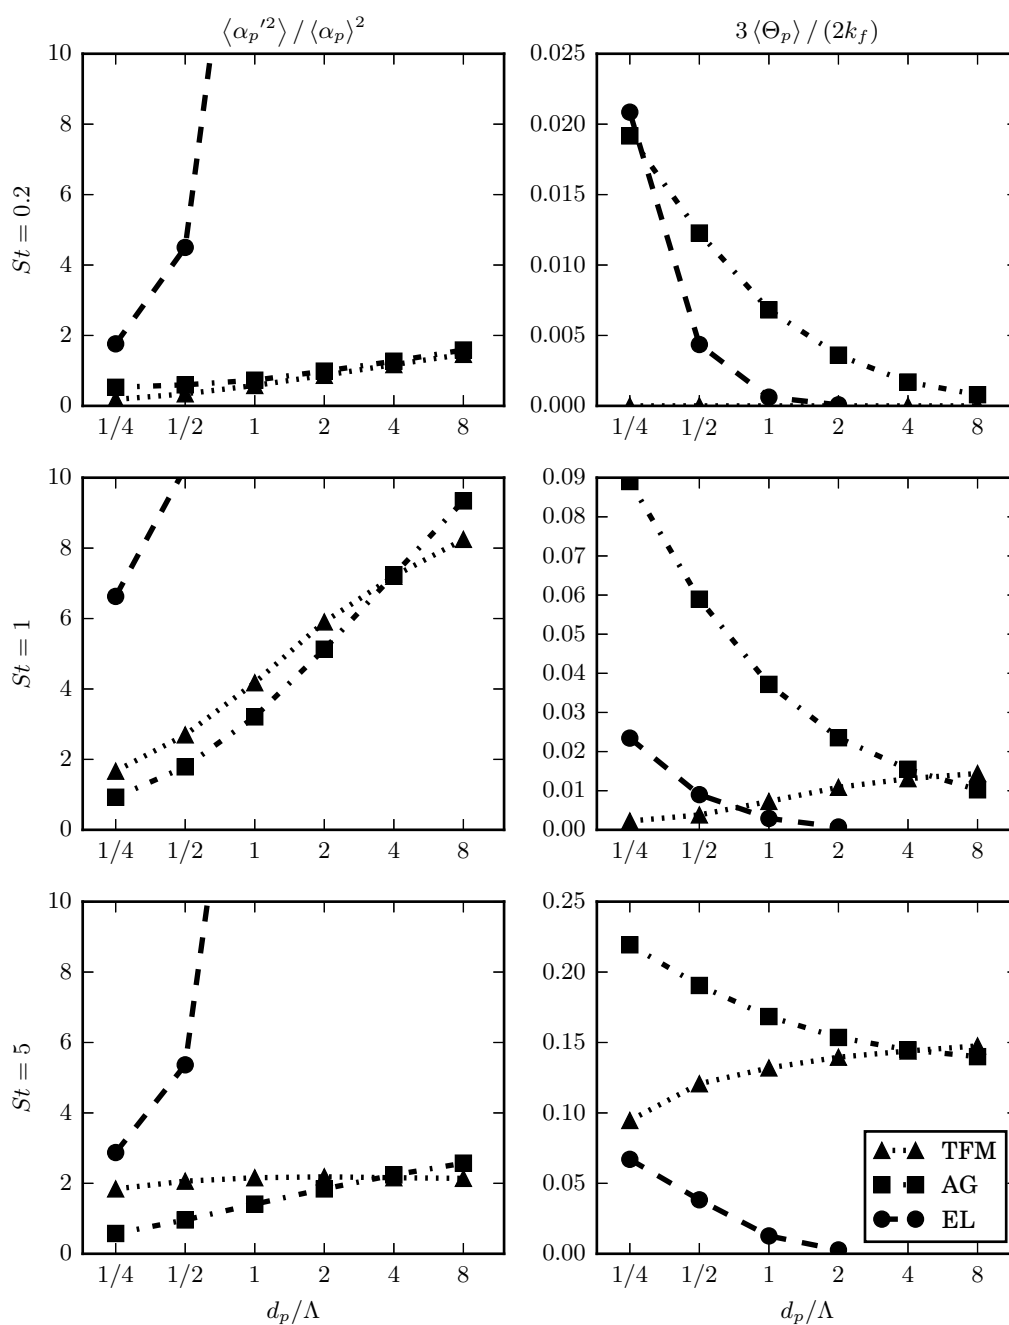 ⟨α_p′²⟩ / ⟨α_p⟩²
3 ⟨Θ_p⟩ / (2k_f)
St = 0.2
10
8
6
4
2
0
1/4 1/2 1 2 4 8
0.025
0.020
0.015
0.010
0.005
0.000
1/4 1/2 1 2 4 8
St = 1
10
8
6
4
2
0
1/4 1/2 1 2 4 8
0.09
0.08
0.07
0.06
0.05
0.04
0.03
0.02
0.01
0.00
1/4 1/2 1 2 4 8
St = 5
10
8
6
4
2
0
1/4 1/2 1 2 4 8
d_p/Λ
0.25
0.20
0.15
0.10
0.05
0.00
1/4 1/2 1 2 4 8
d_p/Λ
TFM
AG
EL